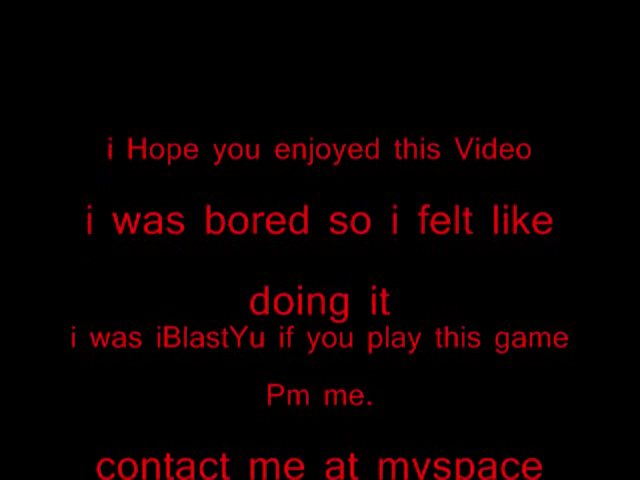 i Hope you enjoyed this Video
i was bored so i felt like
doing it
i was iBlastYu if you play this game
Pm me.
contact me at myspace